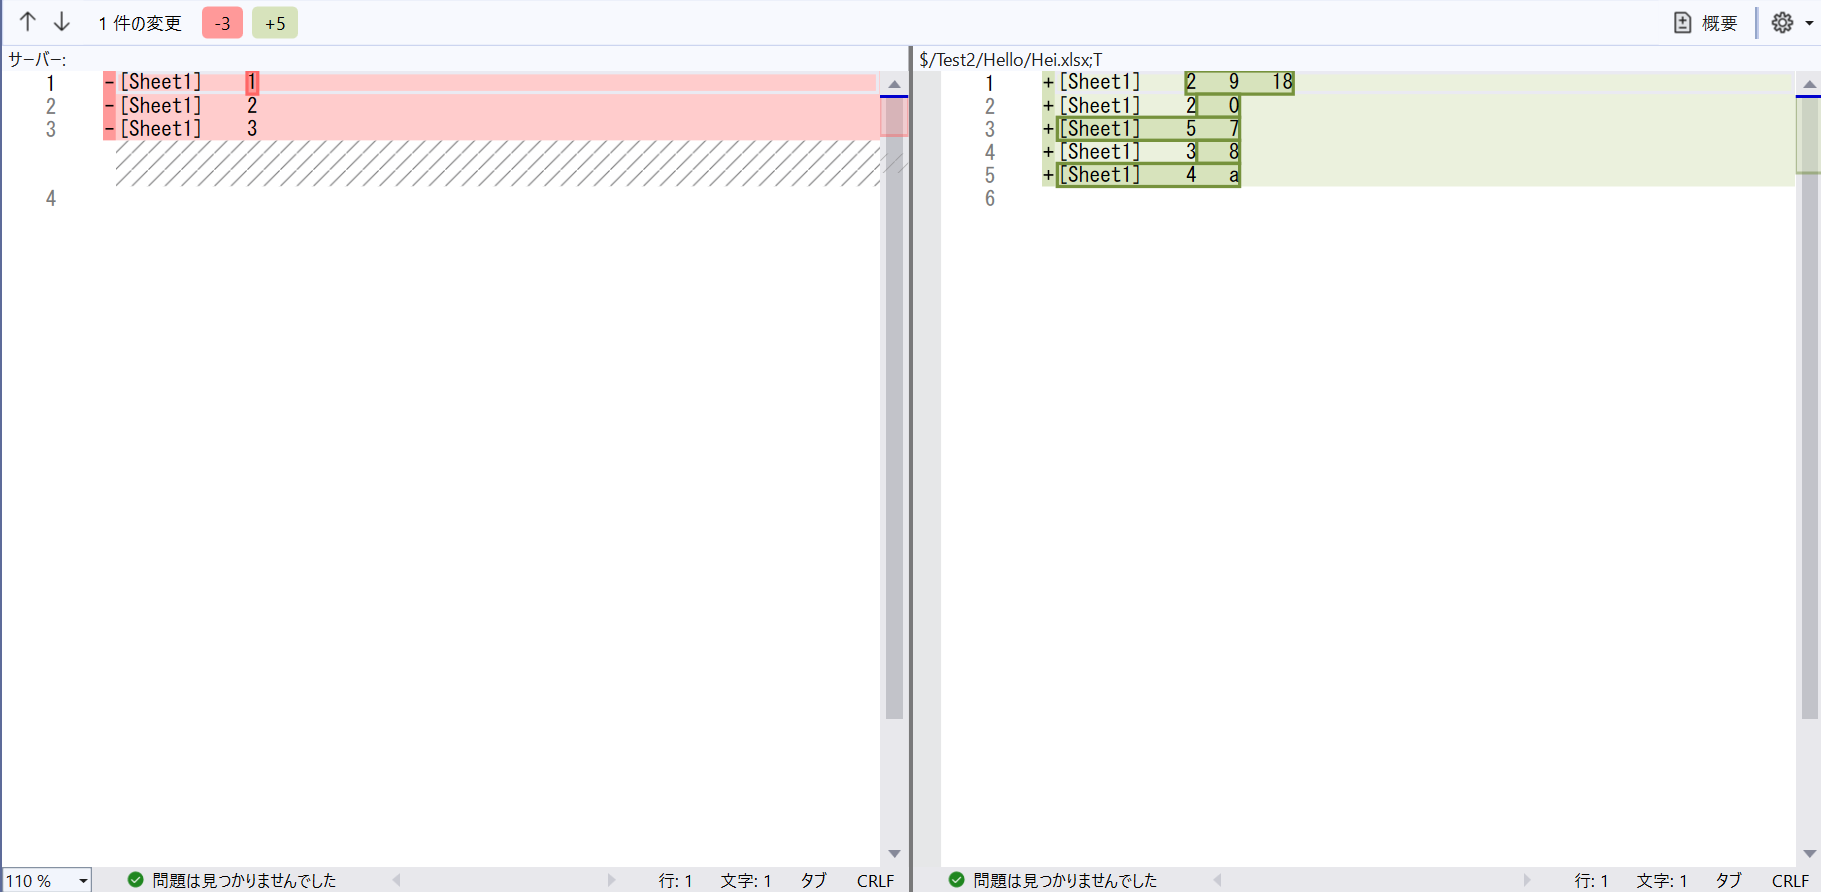 1 件の変更 -3 +5 概要
サーバー:
1 -[Sheet1] 1
2 -[Sheet1] 2
3 -[Sheet1] 3
4
$/Test2/Hello/Hei.xlsx;T
1 +[Sheet1] 2 9 18
2 +[Sheet1] 2 0
3 +[Sheet1] 5 7
4 +[Sheet1] 3 8
5 +[Sheet1] 4 a
6
110 % 問題は見つかりませんでした 行: 1 文字: 1 タブ CRLF
問題は見つかりませんでした 行: 1 文字: 1 タブ CRLF